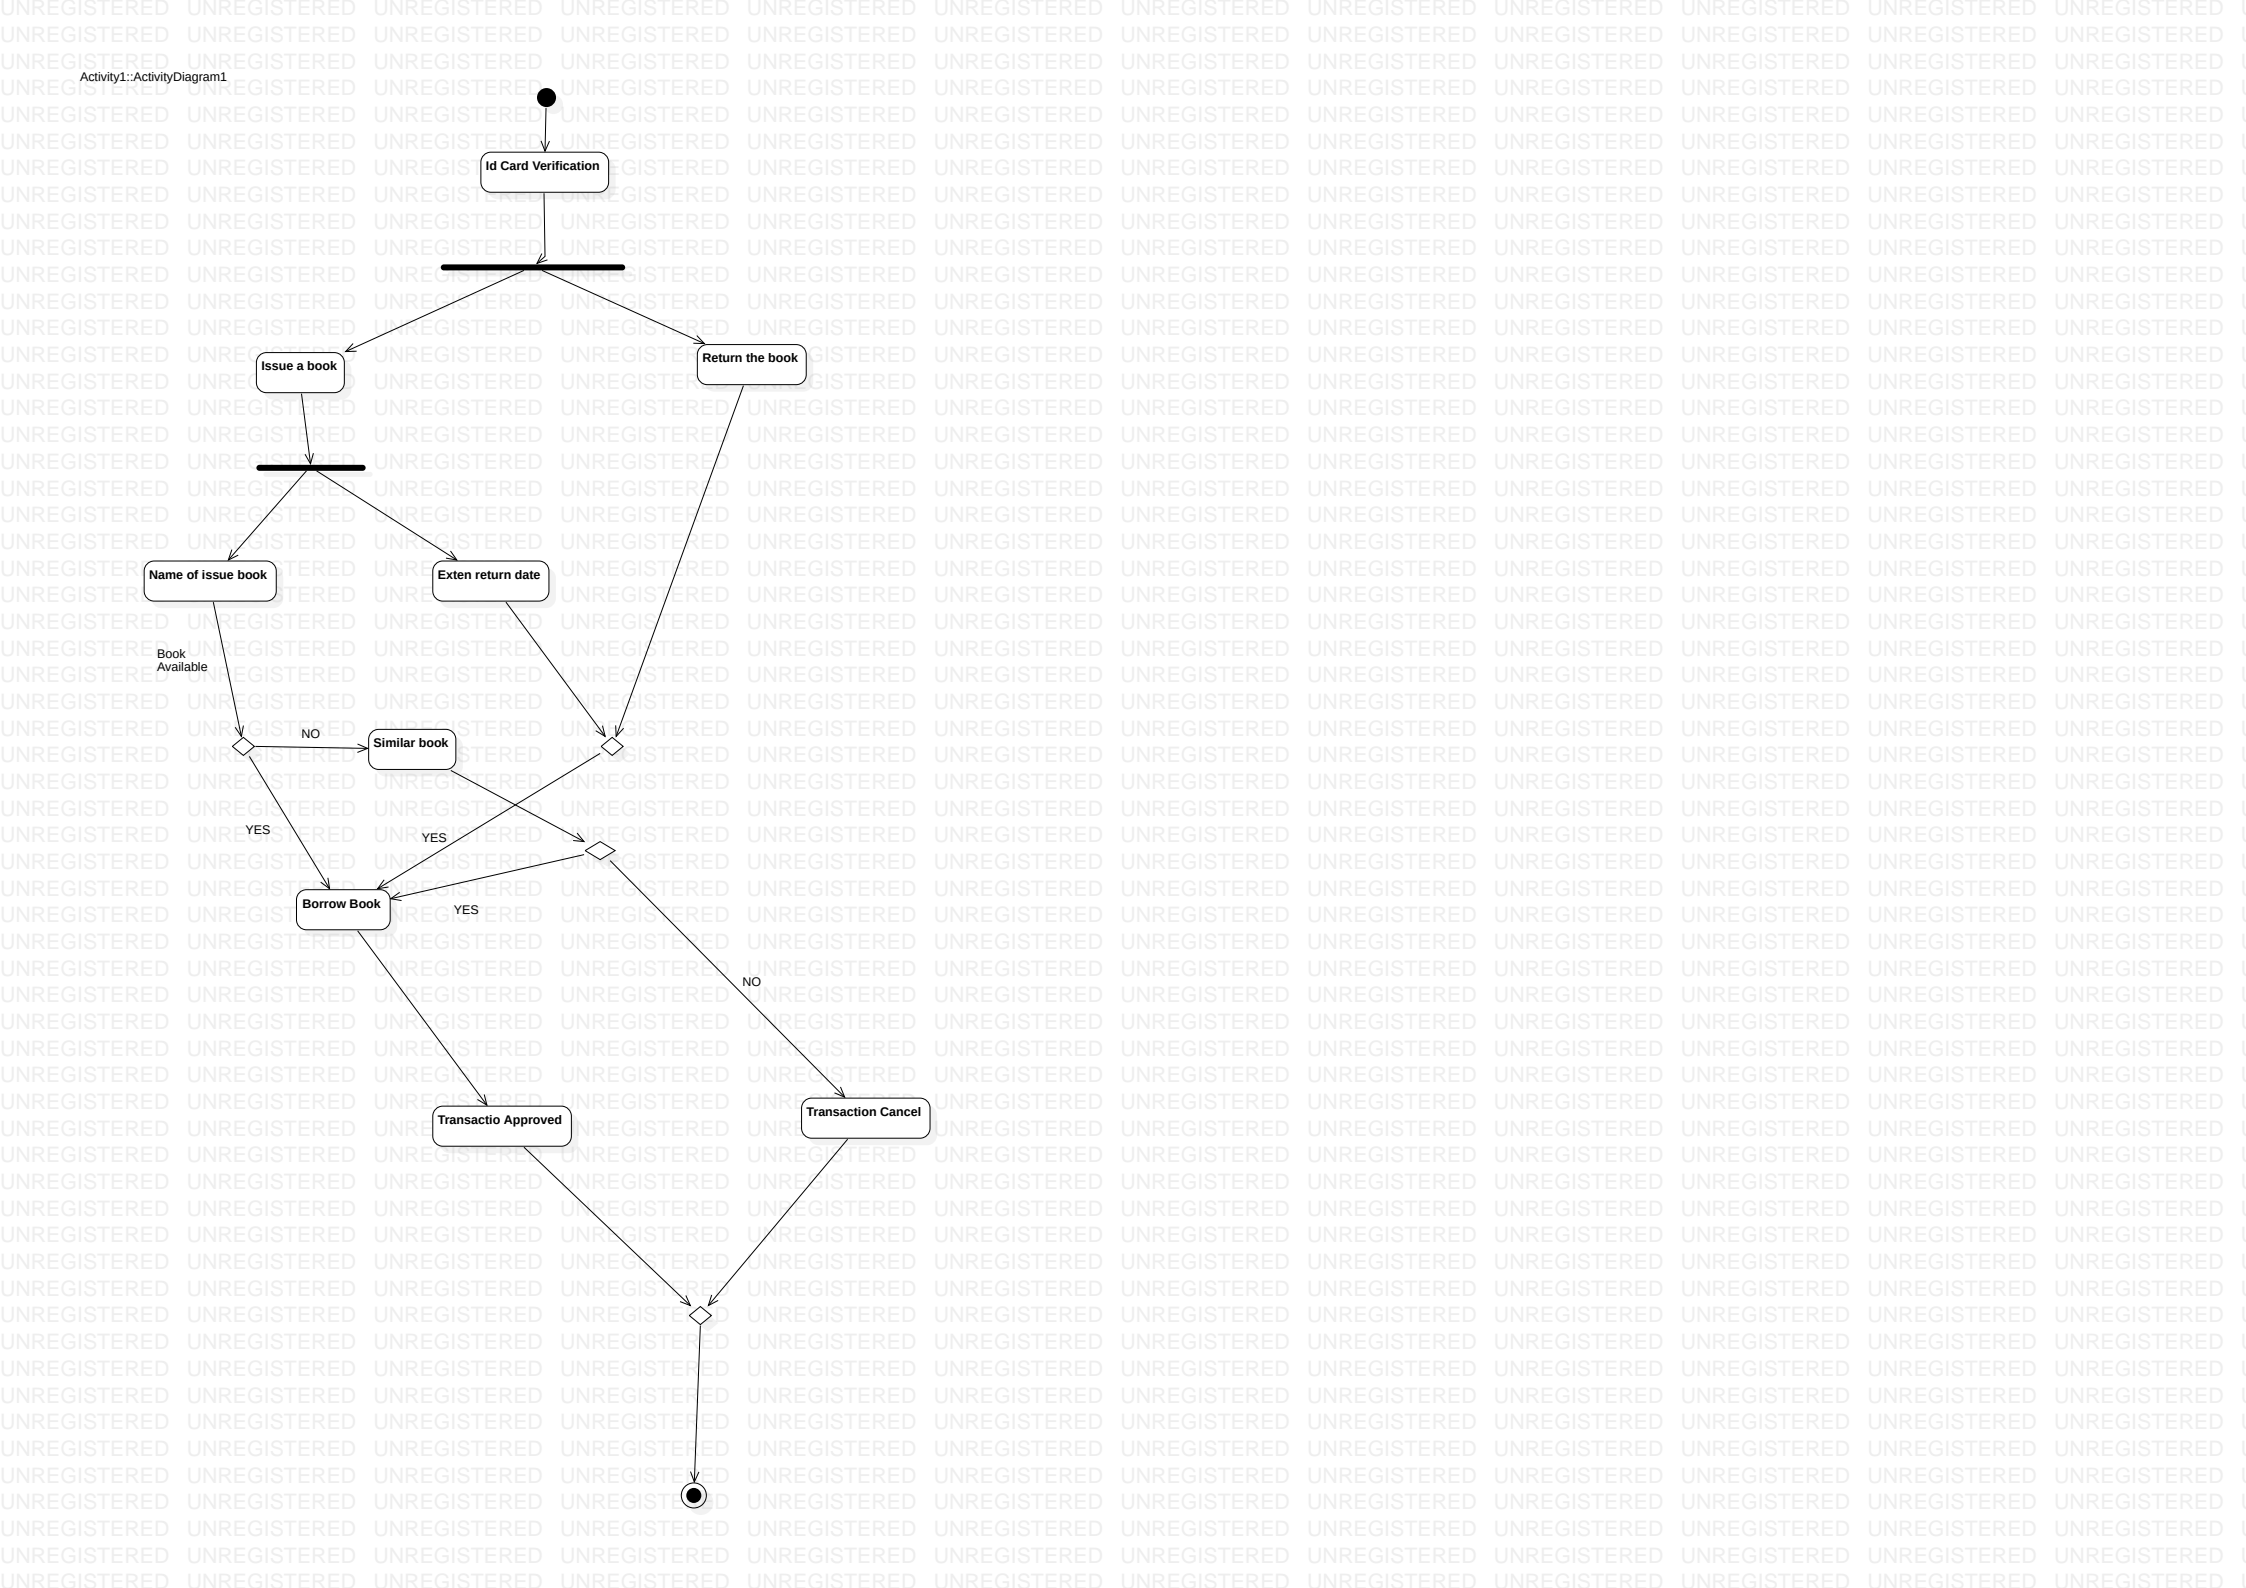 Activity1::ActivityDiagram1
Id Card Verification
Issue a book
Return the book
Name of issue book
Exten return date
Book
Available
NO
Similar book
YES
YES
Borrow Book
YES
NO
Transactio Approved
Transaction Cancel
UNREGISTERED